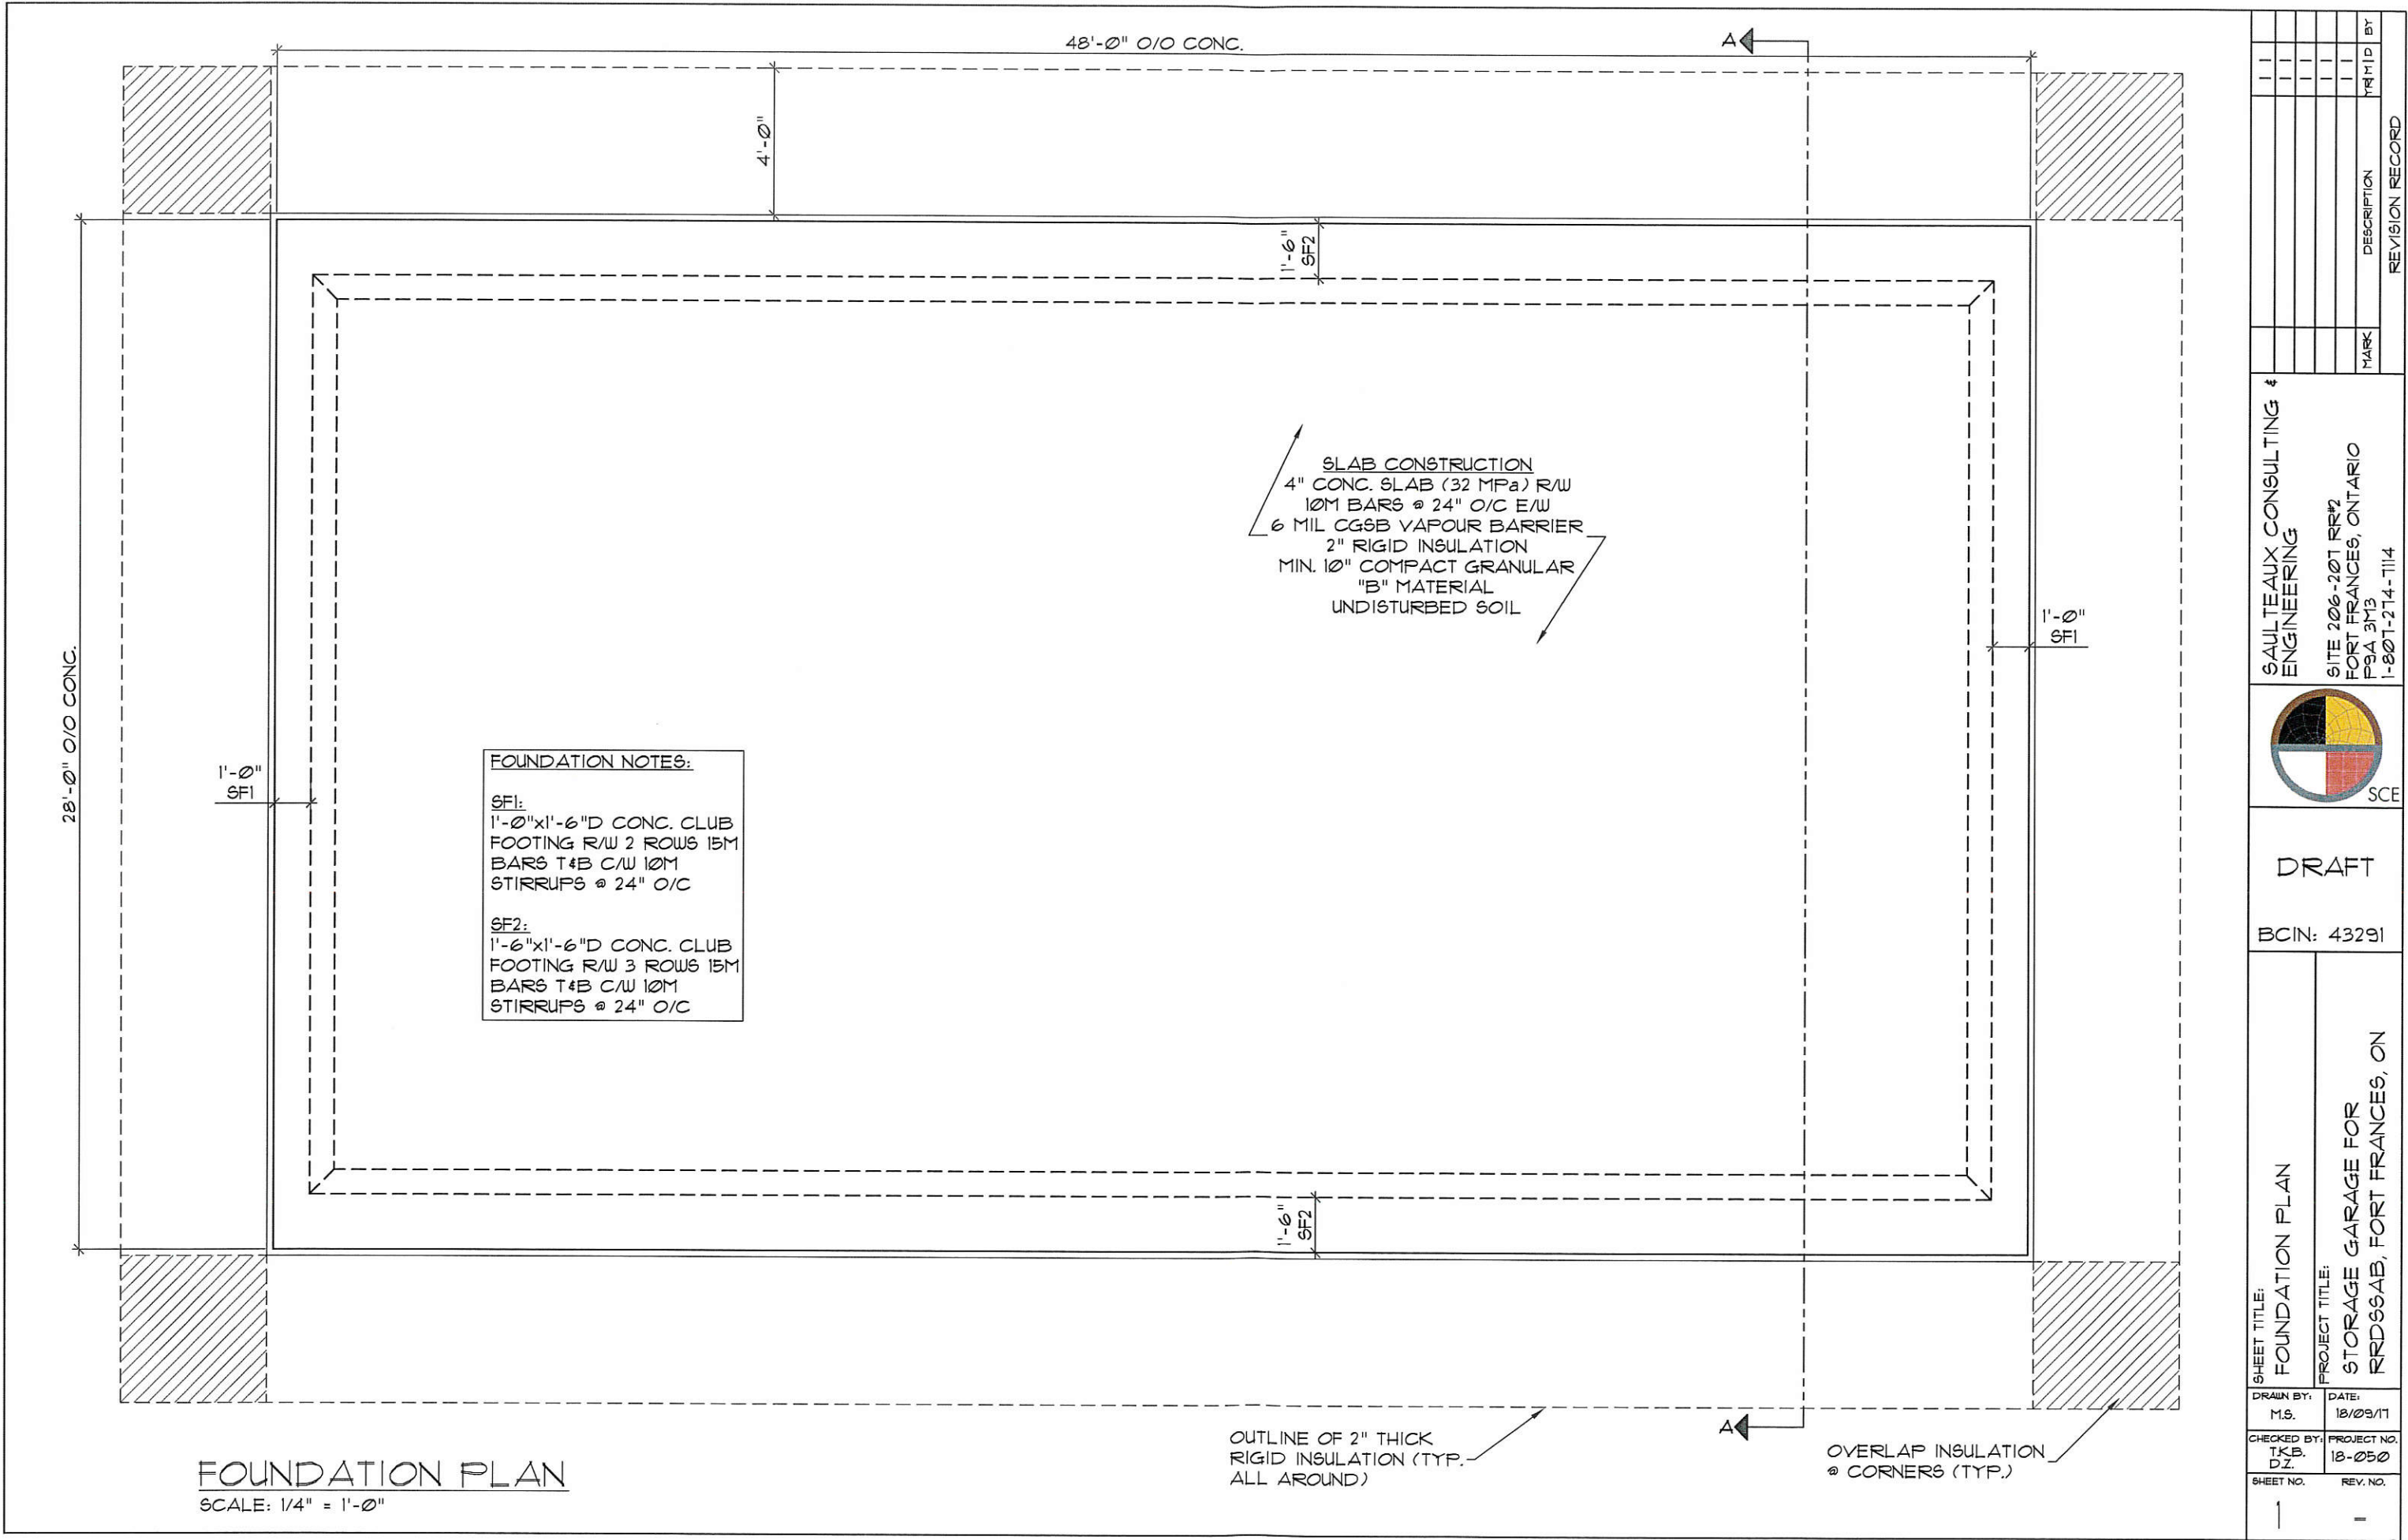 48'-0" O/O CONC.
A
4'-0"
1'-6"
SF2
SLAB CONSTRUCTION
4" CONC. SLAB (32 MPa) R/W
10M BARS @ 24" O/C E/W
6 MIL CGSB VAPOUR BARRIER
2" RIGID INSULATION
MIN. 10" COMPACT GRANULAR
"B" MATERIAL
UNDISTURBED SOIL
1'-0"
SF1
28'-0" O/O CONC.
1'-0"
SF1
FOUNDATION NOTES:
SF1:
1'-0"x1'-6"D CONC. CLUB
FOOTING R/W 2 ROWS 15M
BARS T&B C/W 10M
STIRRUPS @ 24" O/C
SF2:
1'-6"x1'-6"D CONC. CLUB
FOOTING R/W 3 ROWS 15M
BARS T&B C/W 10M
STIRRUPS @ 24" O/C
1'-6"
SF2
A
OUTLINE OF 2" THICK
RIGID INSULATION (TYP.
ALL AROUND)
OVERLAP INSULATION
@ CORNERS (TYP.)
FOUNDATION PLAN
SCALE: 1/4" = 1'-0"
MARK DESCRIPTION YR M D BY
REVISION RECORD
SAULTEAUX CONSULTING &
ENGINEERING
SITE 206-207 RR#2
FORT FRANCES, ONTARIO
P9A 3M3
1-807-274-7114
SCE
DRAFT
BCIN: 43291
SHEET TITLE:
FOUNDATION PLAN
PROJECT TITLE:
STORAGE GARAGE FOR
RRDSSAB, FORT FRANCES, ON
DRAWN BY:
M.S.
DATE:
18/09/17
CHECKED BY:
T.K.B.
D.Z.
PROJECT NO.
18-050
SHEET NO.
1
REV. NO.
-